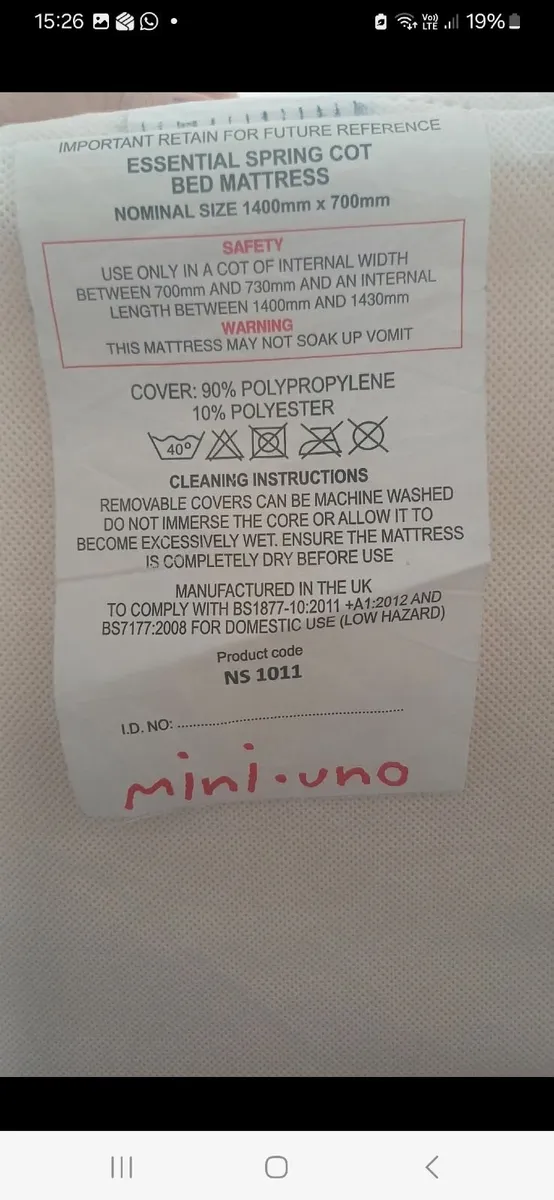 15:26
Vo))
LTE
19%
IMPORTANT RETAIN FOR FUTURE REFERENCE
ESSENTIAL SPRING COT
BED MATTRESS
NOMINAL SIZE 1400mm x 700mm
SAFETY
USE ONLY IN A COT OF INTERNAL WIDTH
BETWEEN 700mm AND 730mm AND AN INTERNAL
LENGTH BETWEEN 1400mm AND 1430mm
WARNING
THIS MATTRESS MAY NOT SOAK UP VOMIT
COVER: 90% POLYPROPYLENE
10% POLYESTER
40°
CLEANING INSTRUCTIONS
REMOVABLE COVERS CAN BE MACHINE WASHED
DO NOT IMMERSE THE CORE OR ALLOW IT TO
BECOME EXCESSIVELY WET. ENSURE THE MATTRESS
IS COMPLETELY DRY BEFORE USE
MANUFACTURED IN THE UK
TO COMPLY WITH BS1877-10:2011 +A1:2012 AND
BS7177:2008 FOR DOMESTIC USE (LOW HAZARD)
Product code
NS 1011
I.D. NO: ................................................
mini·uno